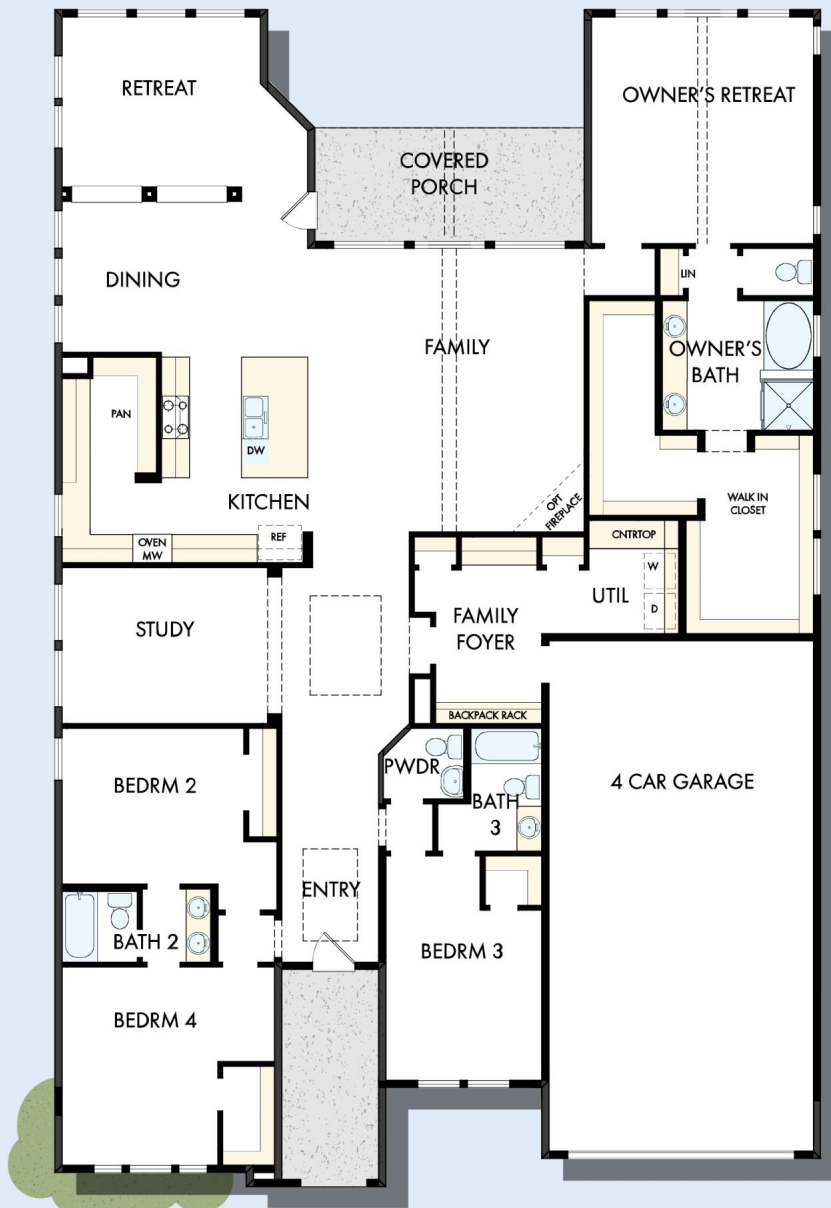 RETREAT
OWNER'S RETREAT
COVERED
PORCH
DINING
LIN
FAMILY
OWNER'S
BATH
PAN
DW
KITCHEN
OPT
FIREPLACE
WALK IN
CLOSET
OVEN
MW
REF
CNTRTOP
W
D
UTIL
STUDY
FAMILY
FOYER
BACKPACK RACK
BEDRM 2
PWDR
BATH
3
4 CAR GARAGE
ENTRY
BATH 2
BEDRM 3
BEDRM 4